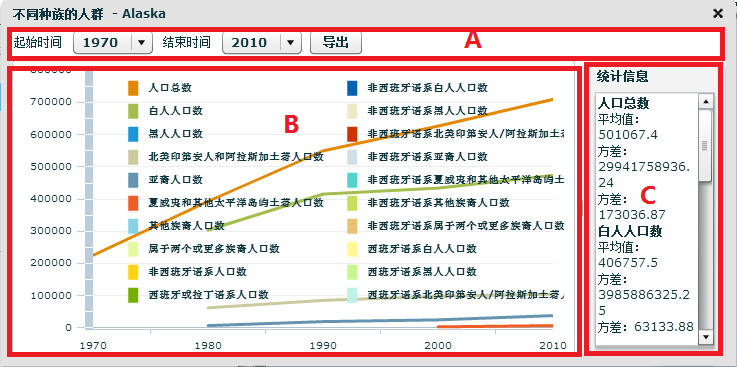 不同种族的人群 - Alaska
起始时间 1970 结束时间 2010 导出
A
800000
700000
600000
500000
400000
300000
200000
100000
0
1970 1980 1990 2000 2010
B
人口总数
白人人口数
黑人人口数
北美印第安人和阿拉斯加土著人口数
亚裔人口数
夏威夷和其他太平洋岛屿土著人口数
其他族裔人口数
属于两个或更多族裔人口数
非西班牙语系人口数
西班牙或拉丁语系人口数
非西班牙语系白人人口数
非西班牙语系黑人人口数
非西班牙语系北美印第安人/阿拉斯加土著
非西班牙语系亚裔人口数
非西班牙语系夏威夷和其他太平洋岛屿土著
非西班牙语系其他族裔人口数
非西班牙语系属于两个或更多族裔人口数
西班牙语系白人人口数
西班牙语系黑人人口数
西班牙语系北美印第安人/阿拉斯加土著人
统计信息
人口总数
平均值:
501067.4
方差:
29941758936.
24
方差:
173036.87
白人人口数
平均值:
406757.5
方差:
3985886325.2
5
方差: 63133.88
C